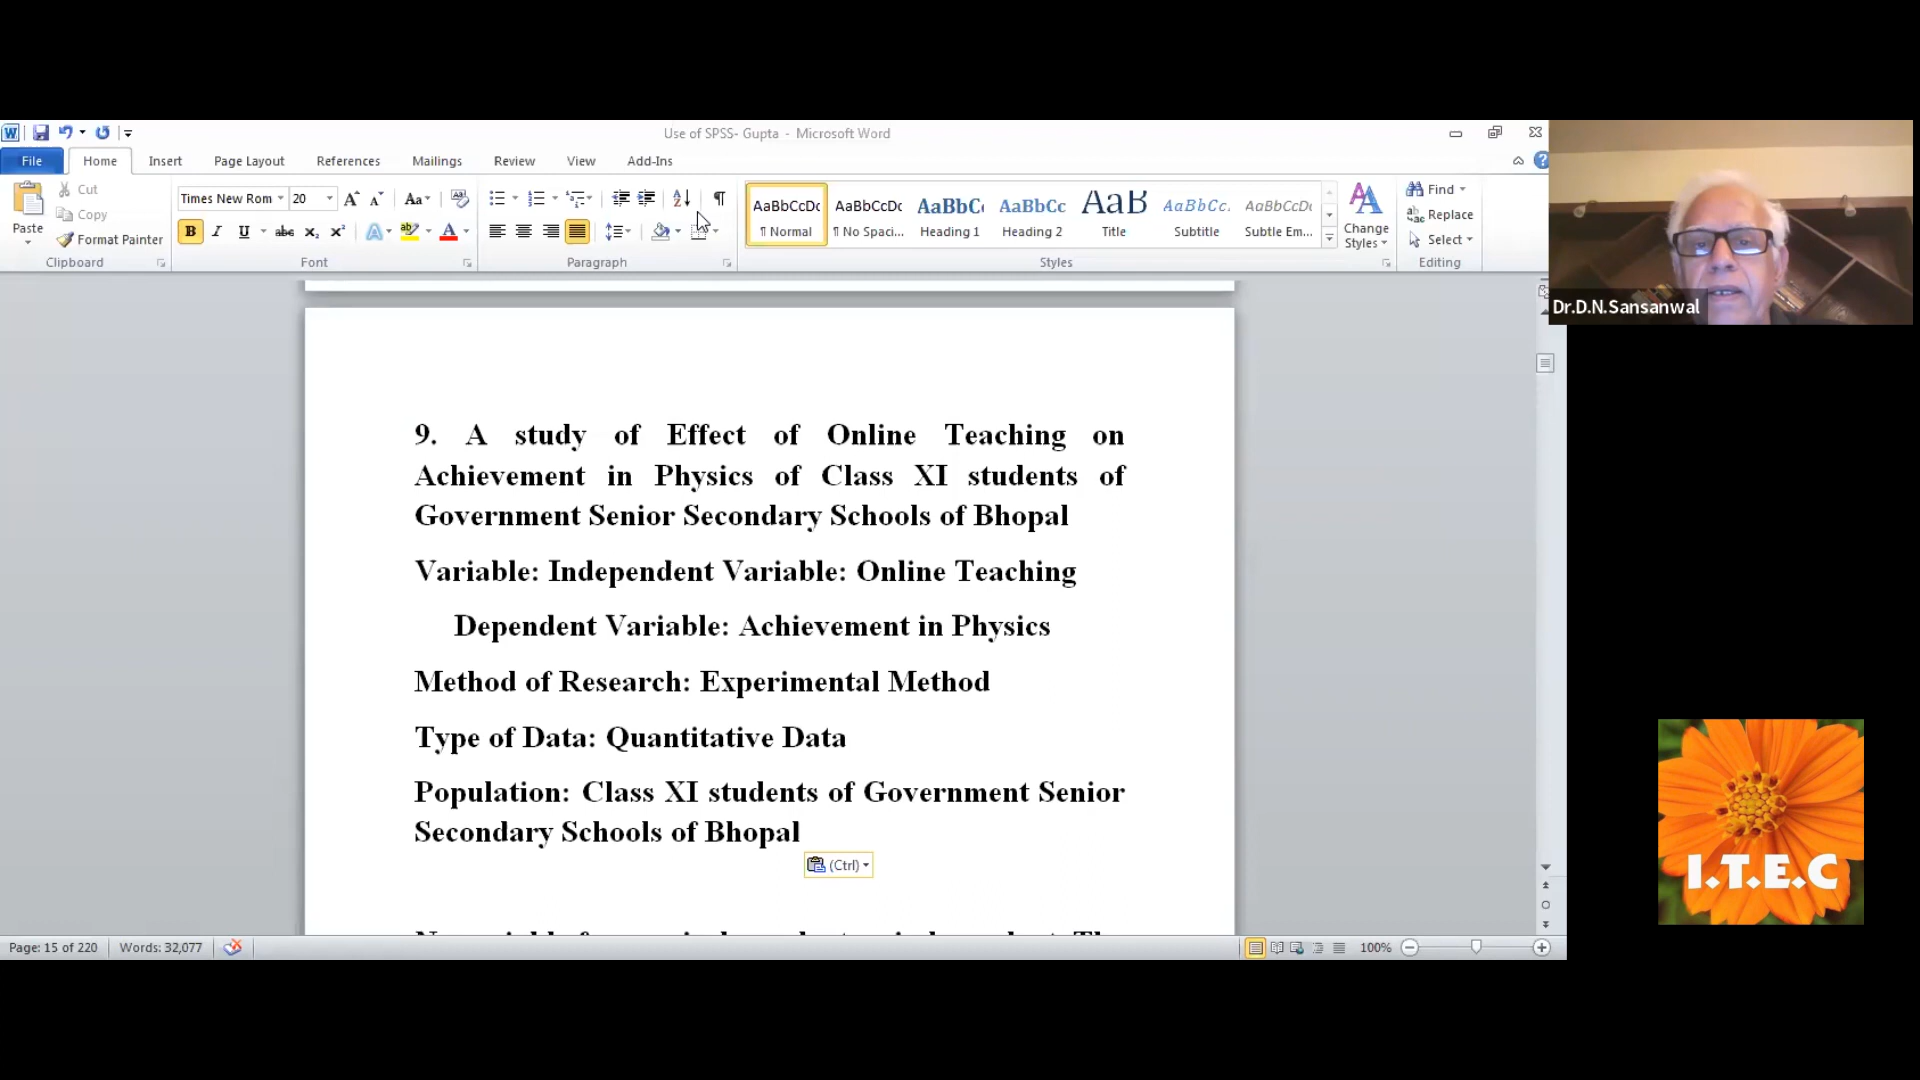 Use of SPSS- Gupta - Microsoft Word
File Home Insert Page Layout References Mailings Review View Add-Ins
Paste
Cut
Copy
Format Painter
Clipboard
Times New Rom 20
Font
Paragraph
AaBbCcDc AaBbCcDc AaBbC AaBbCc AaB AaBbCc. AaBbCcDc
¶ Normal ¶ No Spaci... Heading 1 Heading 2 Title Subtitle Subtle Em...
Styles
Change
Styles
Find
Replace
Select
Editing
Dr.D.N.Sansanwal
9. A study of Effect of Online Teaching on
Achievement in Physics of Class XI students of
Government Senior Secondary Schools of Bhopal
Variable: Independent Variable: Online Teaching
Dependent Variable: Achievement in Physics
Method of Research: Experimental Method
Type of Data: Quantitative Data
Population: Class XI students of Government Senior
Secondary Schools of Bhopal
(Ctrl)
I.T.E.C
Page: 15 of 220 Words: 32,077 100%